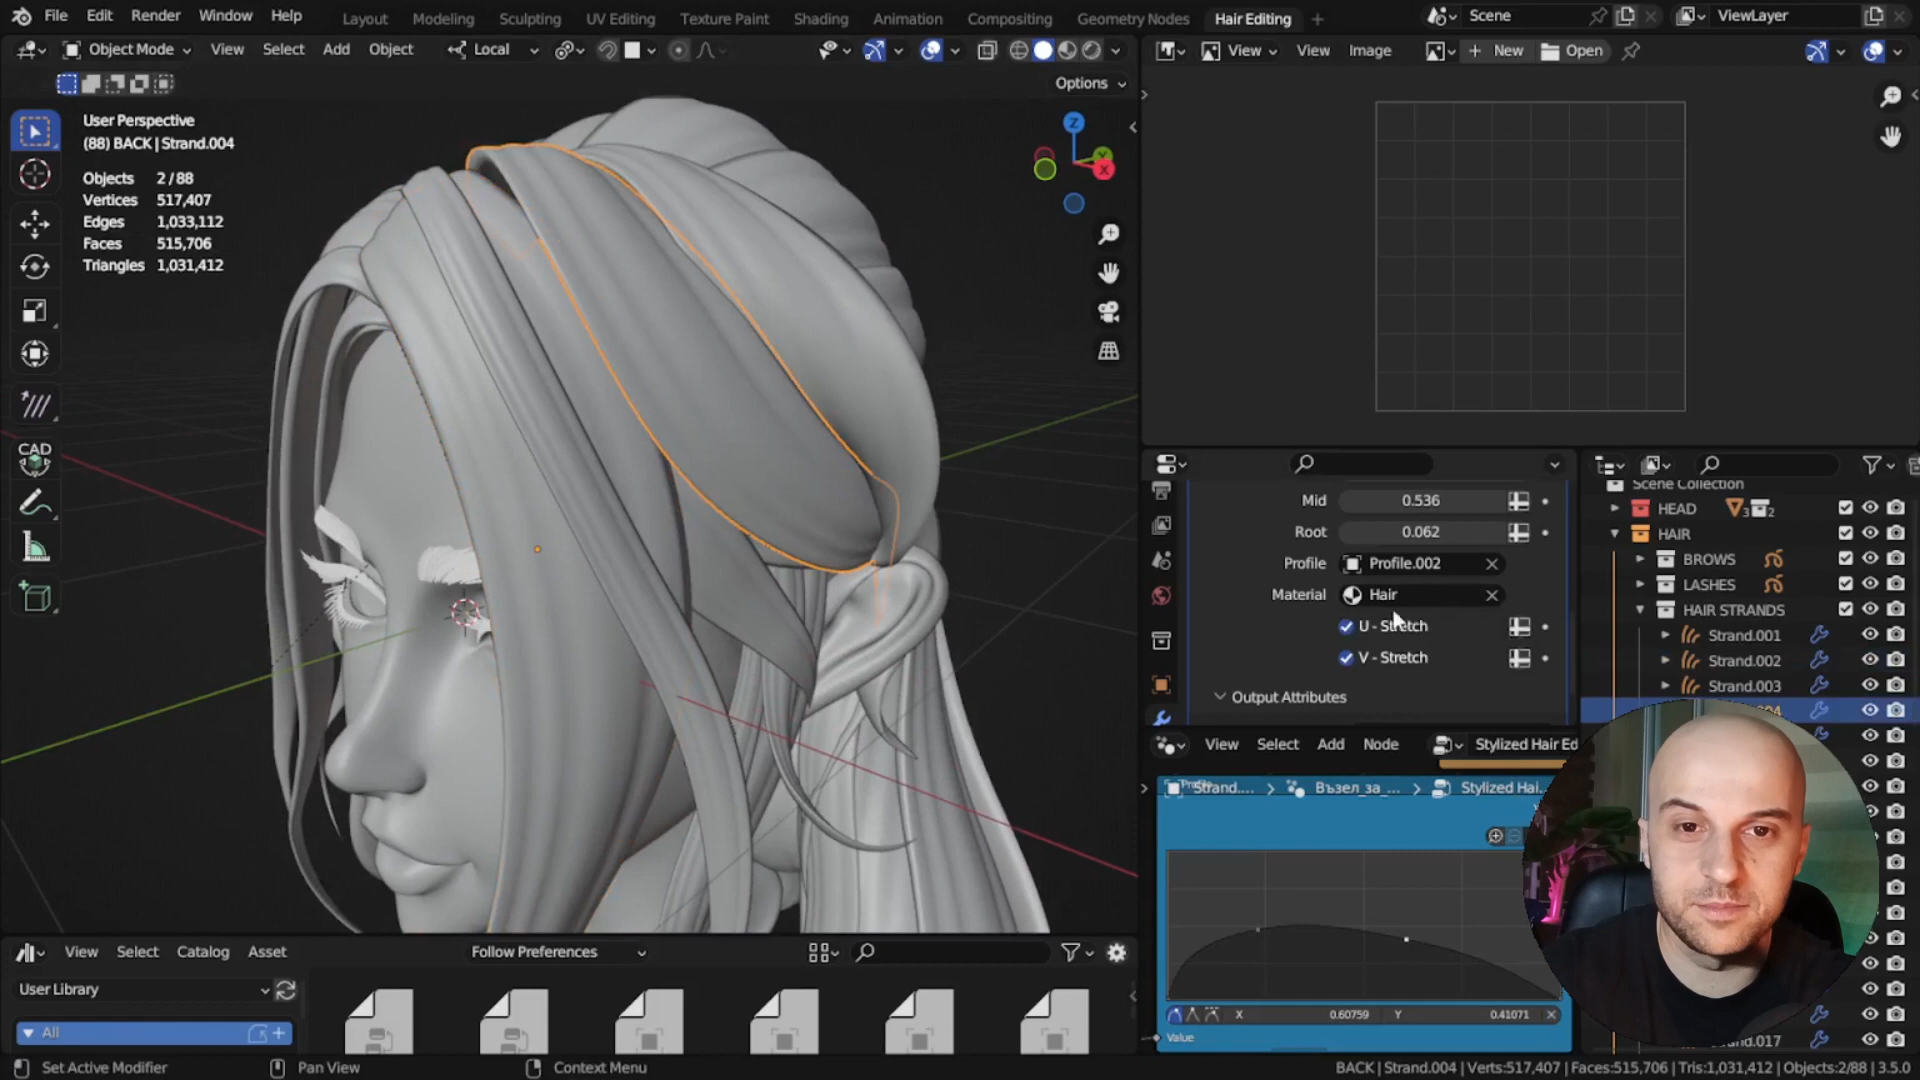 File Edit Render Window Help Layout Modeling Sculpting UV Editing Texture Paint Shading Animation Compositing Geometry Nodes Hair Editing + Scene ViewLayer
Object Mode View Select Add Object Local View View Image New Open
Options
User Perspective
(88) BACK | Strand.004
Objects 2 / 88
Vertices 517,407
Edges 1,033,112
Faces 515,706
Triangles 1,031,412
Z
Y
X
CAD
Mid 0.536
Root 0.062
Profile Profile.002
Material Hair
U - Stretch
V - Stretch
Output Attributes
Scene Collection
HEAD 3 2
HAIR
BROWS
LASHES
HAIR STRANDS
Strand.001
Strand.002
Strand.003
View Select Add Node Stylized Hair Ed
Strand.... > Възел_за_... > Stylized Hai...
X 0.60759 Y 0.41071
Value
View Select Catalog Asset Follow Preferences
User Library
All
Set Active Modifier Pan View Context Menu
BACK | Strand.004 | Verts:517,407 | Faces:515,706 | Tris:1,031,412 | Objects:2/88 | 3.5.0